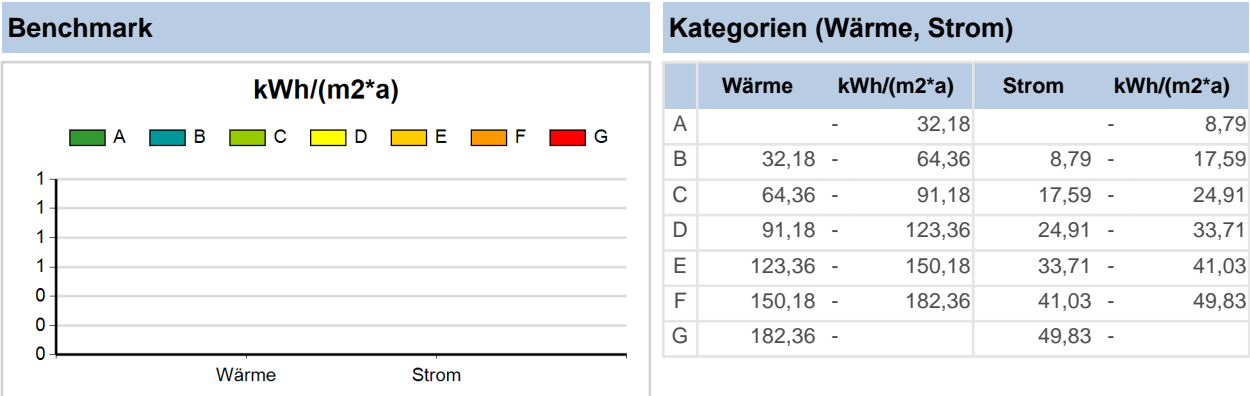 Benchmark
kWh/(m2*a)
A B C D E F G
1
1
1
1
0
0
0
Wärme Strom
Kategorien (Wärme, Strom)
Wärme kWh/(m2*a) Strom kWh/(m2*a)
A - 32,18 - 8,79
B 32,18 - 64,36 8,79 - 17,59
C 64,36 - 91,18 17,59 - 24,91
D 91,18 - 123,36 24,91 - 33,71
E 123,36 - 150,18 33,71 - 41,03
F 150,18 - 182,36 41,03 - 49,83
G 182,36 - 49,83 -